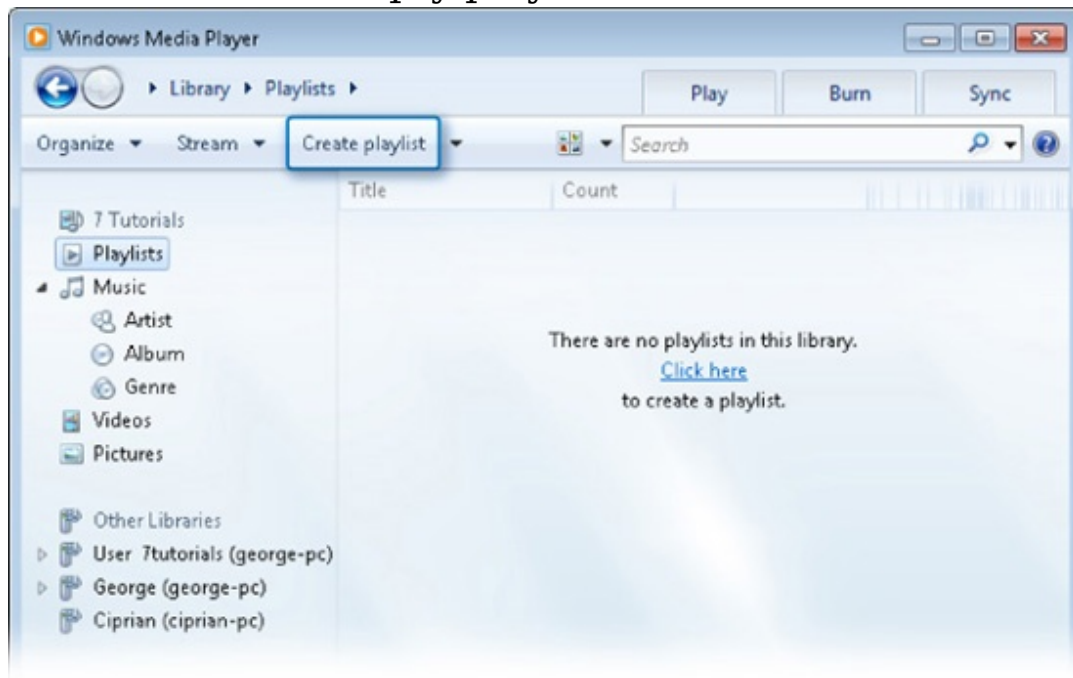 Windows Media Player
Library Playlists
Play Burn Sync
Organize Stream Create playlist Search
Title Count
7 Tutorials
Playlists
Music
Artist
Album
Genre
Videos
Pictures
Other Libraries
User 7tutorials (george-pc)
George (george-pc)
Ciprian (ciprian-pc)
There are no playlists in this library.
Click here
to create a playlist.